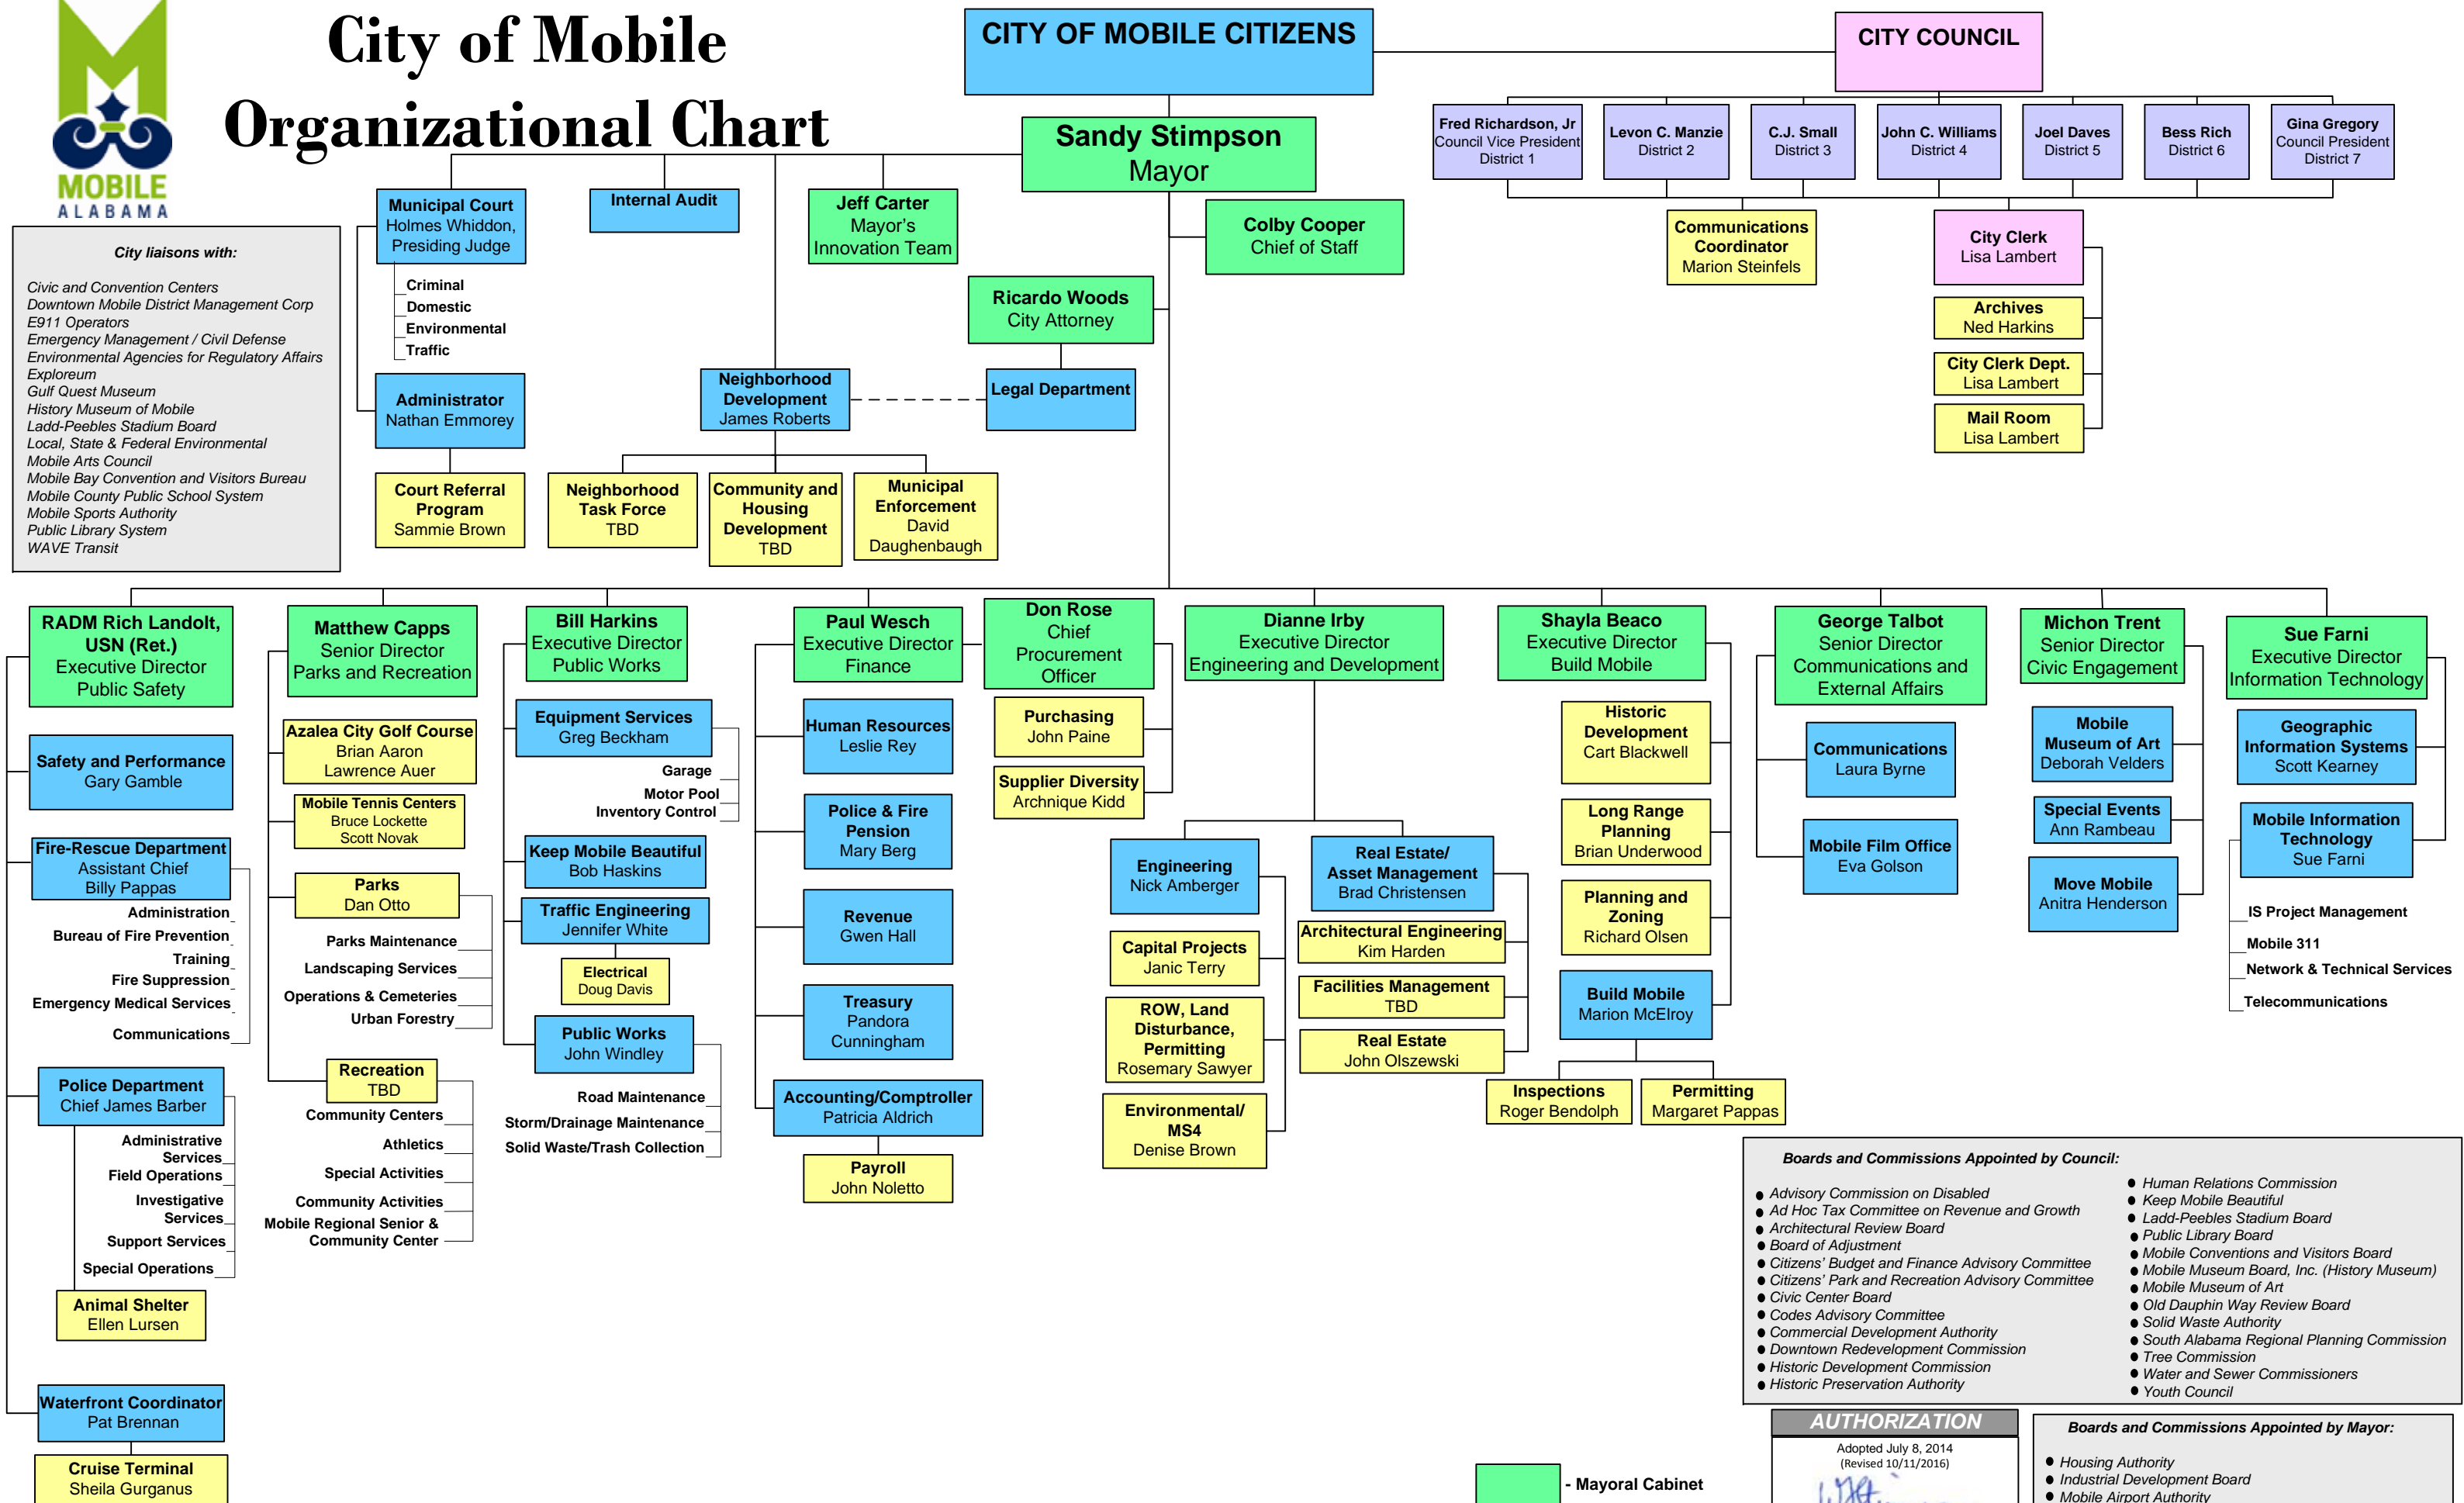 City of Mobile
Organizational Chart
MOBILE
ALABAMA
CITY OF MOBILE CITIZENS
CITY COUNCIL
Sandy Stimpson
Mayor
Fred Richardson, Jr
Council Vice President
District 1
Levon C. Manzie
District 2
C.J. Small
District 3
John C. Williams
District 4
Joel Daves
District 5
Bess Rich
District 6
Gina Gregory
Council President
District 7
Communications
Coordinator
Marion Steinfels
City Clerk
Lisa Lambert
Archives
Ned Harkins
City Clerk Dept.
Lisa Lambert
Mail Room
Lisa Lambert
Municipal Court
Holmes Whiddon,
Presiding Judge
Criminal
Domestic
Environmental
Traffic
Administrator
Nathan Emmorey
Court Referral
Program
Sammie Brown
Internal Audit
Jeff Carter
Mayor's
Innovation Team
Colby Cooper
Chief of Staff
Ricardo Woods
City Attorney
Legal Department
Neighborhood
Development
James Roberts
Neighborhood
Task Force
TBD
Community and
Housing
Development
TBD
Municipal
Enforcement
David
Daughenbaugh
City liaisons with:
Civic and Convention Centers
Downtown Mobile District Management Corp
E911 Operators
Emergency Management / Civil Defense
Environmental Agencies for Regulatory Affairs
Exploreum
Gulf Quest Museum
History Museum of Mobile
Ladd-Peebles Stadium Board
Local, State & Federal Environmental
Mobile Arts Council
Mobile Bay Convention and Visitors Bureau
Mobile County Public School System
Mobile Sports Authority
Public Library System
WAVE Transit
RADM Rich Landolt,
USN (Ret.)
Executive Director
Public Safety
Safety and Performance
Gary Gamble
Fire-Rescue Department
Assistant Chief
Billy Pappas
Administration
Bureau of Fire Prevention
Training
Fire Suppression
Emergency Medical Services
Communications
Police Department
Chief James Barber
Administrative
Services
Field Operations
Investigative
Services
Support Services
Special Operations
Animal Shelter
Ellen Lursen
Waterfront Coordinator
Pat Brennan
Cruise Terminal
Sheila Gurganus
Matthew Capps
Senior Director
Parks and Recreation
Azalea City Golf Course
Brian Aaron
Lawrence Auer
Mobile Tennis Centers
Bruce Lockette
Scott Novak
Parks
Dan Otto
Parks Maintenance
Landscaping Services
Operations & Cemeteries
Urban Forestry
Recreation
TBD
Community Centers
Athletics
Special Activities
Community Activities
Mobile Regional Senior &
Community Center
Bill Harkins
Executive Director
Public Works
Equipment Services
Greg Beckham
Garage
Motor Pool
Inventory Control
Keep Mobile Beautiful
Bob Haskins
Traffic Engineering
Jennifer White
Electrical
Doug Davis
Public Works
John Windley
Road Maintenance
Storm/Drainage Maintenance
Solid Waste/Trash Collection
Paul Wesch
Executive Director
Finance
Human Resources
Leslie Rey
Police & Fire
Pension
Mary Berg
Revenue
Gwen Hall
Treasury
Pandora
Cunningham
Accounting/Comptroller
Patricia Aldrich
Payroll
John Noletto
Don Rose
Chief
Procurement
Officer
Purchasing
John Paine
Supplier Diversity
Archnique Kidd
Dianne Irby
Executive Director
Engineering and Development
Engineering
Nick Amberger
Capital Projects
Janic Terry
ROW, Land
Disturbance,
Permitting
Rosemary Sawyer
Environmental/
MS4
Denise Brown
Real Estate/
Asset Management
Brad Christensen
Architectural Engineering
Kim Harden
Facilities Management
TBD
Real Estate
John Olszewski
Shayla Beaco
Executive Director
Build Mobile
Historic
Development
Cart Blackwell
Long Range
Planning
Brian Underwood
Planning and
Zoning
Richard Olsen
Build Mobile
Marion McElroy
Inspections
Roger Bendolph
Permitting
Margaret Pappas
George Talbot
Senior Director
Communications and
External Affairs
Communications
Laura Byrne
Mobile Film Office
Eva Golson
Michon Trent
Senior Director
Civic Engagement
Mobile
Museum of Art
Deborah Velders
Special Events
Ann Rambeau
Move Mobile
Anitra Henderson
Sue Farni
Executive Director
Information Technology
Geographic
Information Systems
Scott Kearney
Mobile Information
Technology
Sue Farni
IS Project Management
Mobile 311
Network & Technical Services
Telecommunications
Boards and Commissions Appointed by Council:
● Advisory Commission on Disabled
● Ad Hoc Tax Committee on Revenue and Growth
● Architectural Review Board
● Board of Adjustment
● Citizens' Budget and Finance Advisory Committee
● Citizens' Park and Recreation Advisory Committee
● Civic Center Board
● Codes Advisory Committee
● Commercial Development Authority
● Downtown Redevelopment Commission
● Historic Development Commission
● Historic Preservation Authority
● Human Relations Commission
● Keep Mobile Beautiful
● Ladd-Peebles Stadium Board
● Public Library Board
● Mobile Conventions and Visitors Board
● Mobile Museum Board, Inc. (History Museum)
● Mobile Museum of Art
● Old Dauphin Way Review Board
● Solid Waste Authority
● South Alabama Regional Planning Commission
● Tree Commission
● Water and Sewer Commissioners
● Youth Council
- Mayoral Cabinet
AUTHORIZATION
Adopted July 8, 2014
(Revised 10/11/2016)
Boards and Commissions Appointed by Mayor:
● Housing Authority
● Industrial Development Board
● Mobile Airport Authority